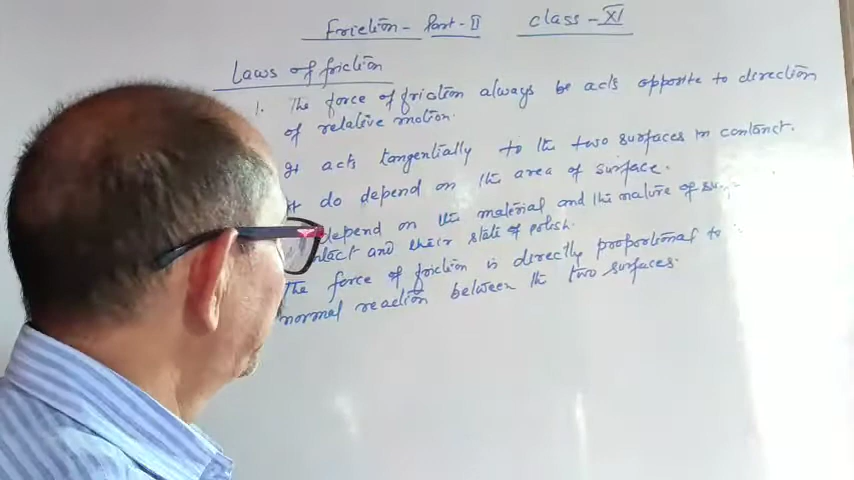 Friction - Part - II class - XI
Laws of friction
1. The force of friction always be acts opposite to direction
of relative motion.
It acts tangentially to the two surfaces in contanct.
It do depend on the area of surface.
depend on the material and the nature of
ntact and their state of polish.
The force of friction is directly proportional to
normal reaction between the two surfaces.